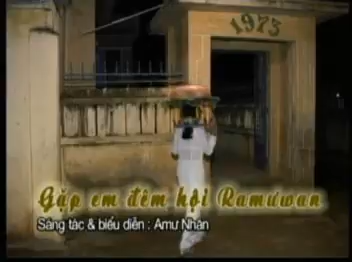 1973
Gặp em đêm hội Ramưwan
Sáng tác & biểu diễn : Amư Nhân